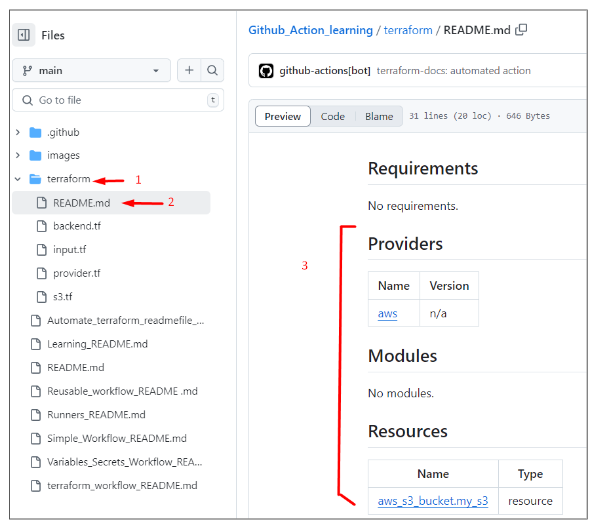 Files
main
Go to file
t
.github
images
terraform
1
README.md
2
backend.tf
input.tf
provider.tf
s3.tf
Automate_terraform_readmefile_...
Learning_README.md
README.md
Reusable_workflow_README .md
Runners_README.md
Simple_Workflow_README.md
Variables_Secrets_Workflow_REA...
terraform_workflow_README.md
Github_Action_learning / terraform / README.md
github-actions[bot] terraform-docs: automated action
Preview Code Blame 31 lines (20 loc) · 646 Bytes
Requirements
No requirements.
3
Providers
Name Version
aws n/a
Modules
No modules.
Resources
Name Type
aws_s3_bucket.my_s3 resource